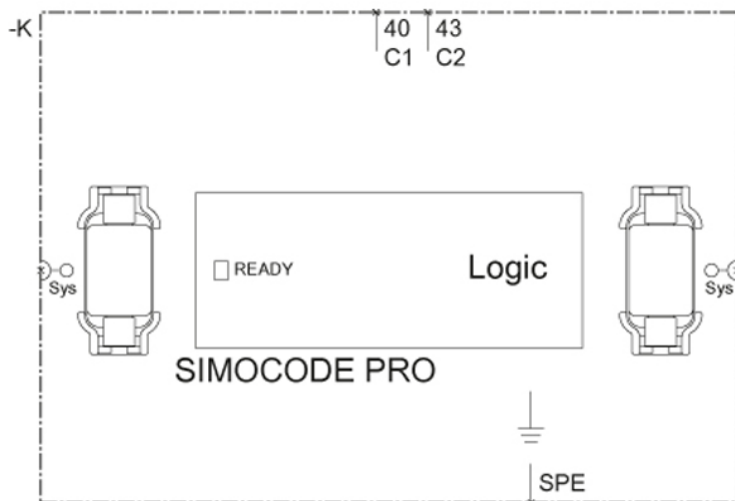 -K
40 43
C1 C2
READY
Logic
Sys
Sys
SIMOCODE PRO
SPE